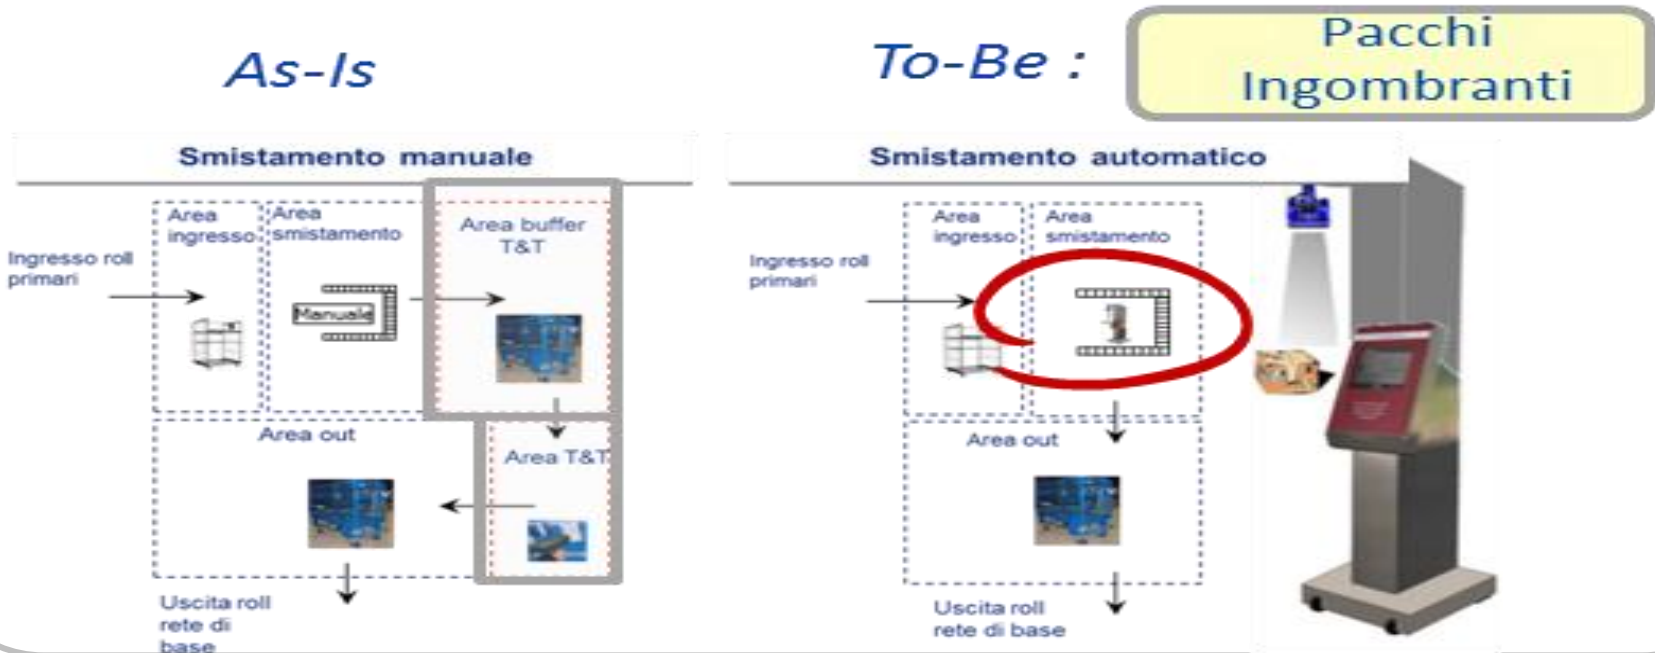 As-Is
To-Be :
Pacchi
Ingombranti
Smistamento manuale
Area
ingresso
Area
smistamento
Area buffer
T&T
Ingresso roll
primari
Manuale
Area out
Area T&T
Uscita roll
rete di
base
Smistamento automatico
Area
ingresso
Area
smistamento
Ingresso roll
primari
Area out
Uscita roll
rete di base